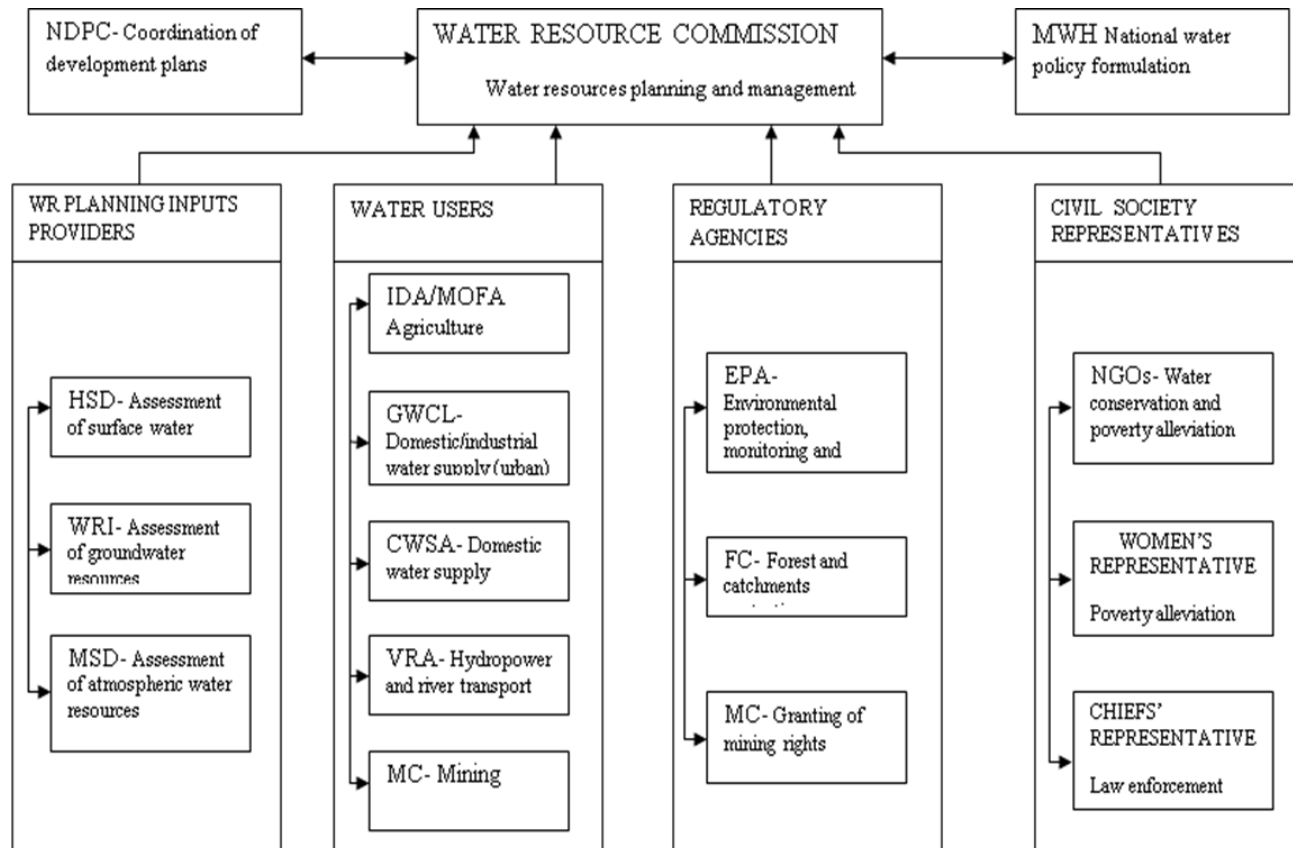 NDPC- Coordination of
development plans
WATER RESOURCE COMMISSION
Water resources planning and management
MWH National water
policy formulation
WR PLANNING INPUTS
PROVIDERS
HSD- Assessment
of surface water
WRI- Assessment
of groundwater
resources
MSD- Assessment
of atmospheric water
resources
WATER USERS
IDA/MOFA
Agriculture
GWCL-
Domestic/industrial
water supply (urban)
CWSA- Domestic
water supply
VRA- Hydropower
and river transport
MC- Mining
REGULATORY
AGENCIES
EPA-
Environmental
protection,
monitoring and
FC- Forest and
catchments
MC- Granting of
mining rights
CIVIL SOCIETY
REPRESENTATIVES
NGOs- Water
conservation and
poverty alleviation
WOMEN'S
REPRESENTATIVE
Poverty alleviation
CHIEFS'
REPRESENTATIVE
Law enforcement